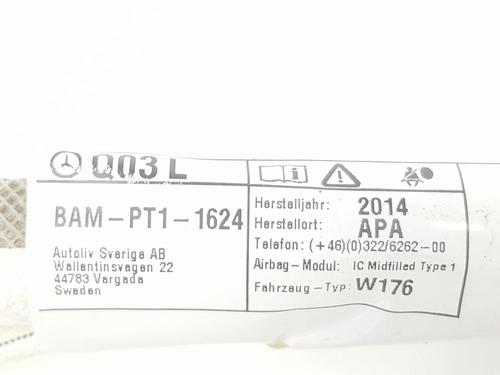 Q03 L
BAM-PT1-1624
Autoliv Sverige AB
Wallentinsvagen 22
44783 Vargada
Sweden
Herstelljahr: 2014
Herstellort: APA
Telefon: (+46)(0)322/6262-00
Airbag-Modul: IC Midfilled Type 1
Fahrzeug-Typ: W176